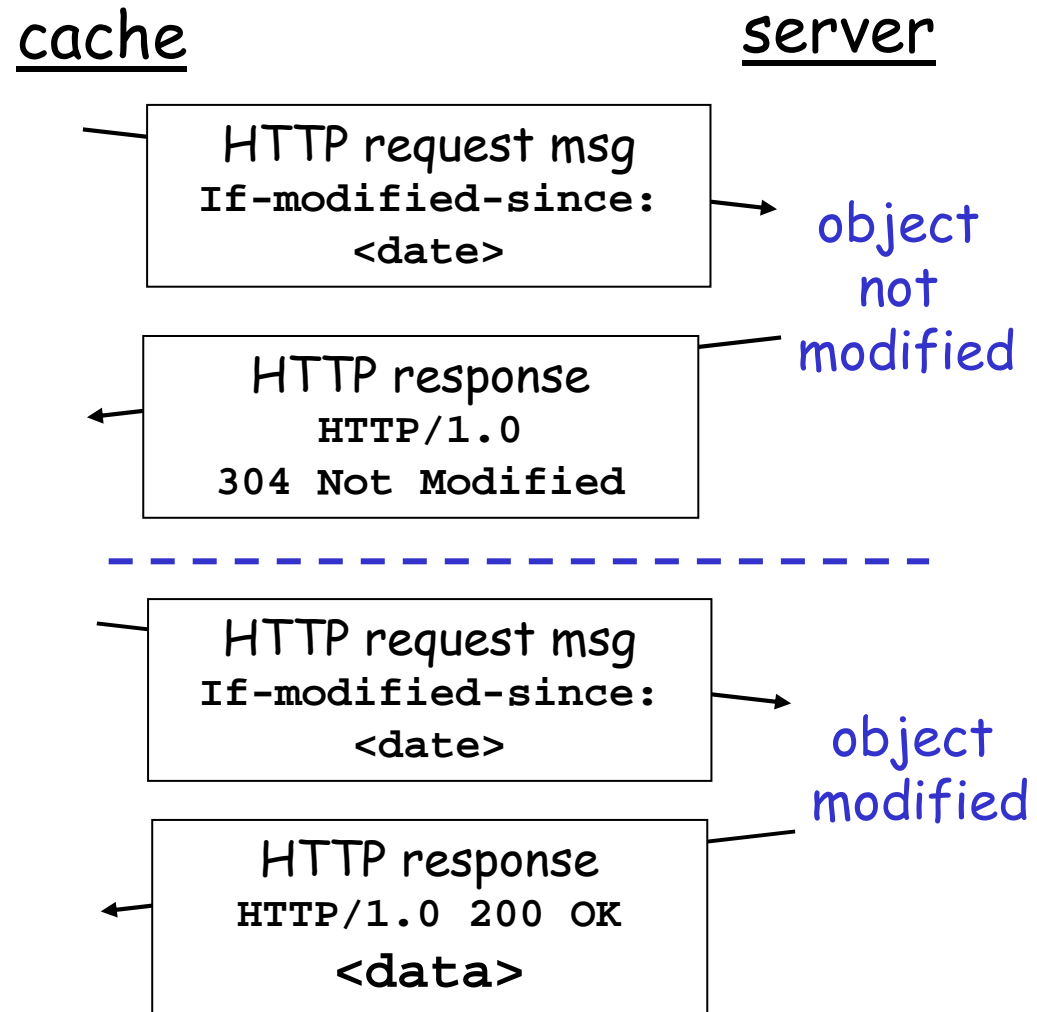 cache
server
HTTP request msg
If-modified-since:
<date>
object
not
modified
HTTP response
HTTP/1.0
304 Not Modified
HTTP request msg
If-modified-since:
<date>
object
modified
HTTP response
HTTP/1.0 200 OK
<data>